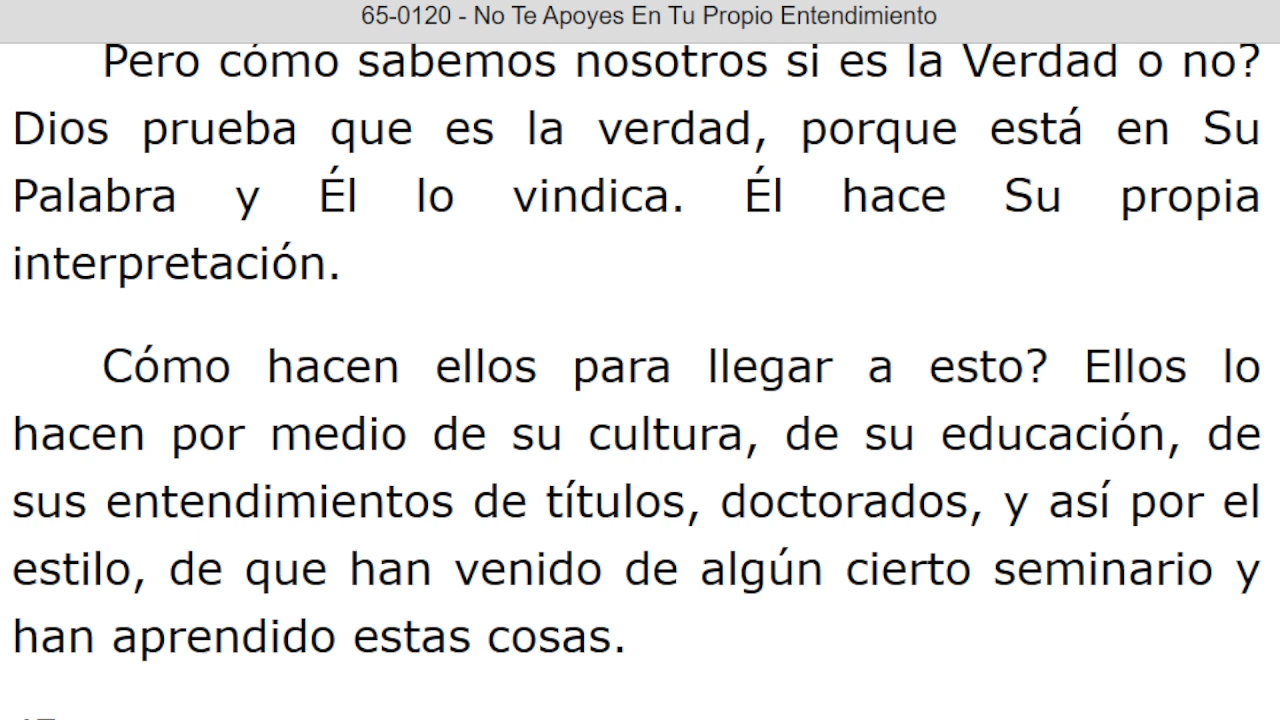 65-0120 - No Te Apoyes En Tu Propio Entendimiento
Pero cómo sabemos nosotros si es la Verdad o no?
Dios prueba que es la verdad, porque está en Su
Palabra y Él lo vindica. Él hace Su propia
interpretación.
Cómo hacen ellos para llegar a esto? Ellos lo
hacen por medio de su cultura, de su educación, de
sus entendimientos de títulos, doctorados, y así por el
estilo, de que han venido de algún cierto seminario y
han aprendido estas cosas.